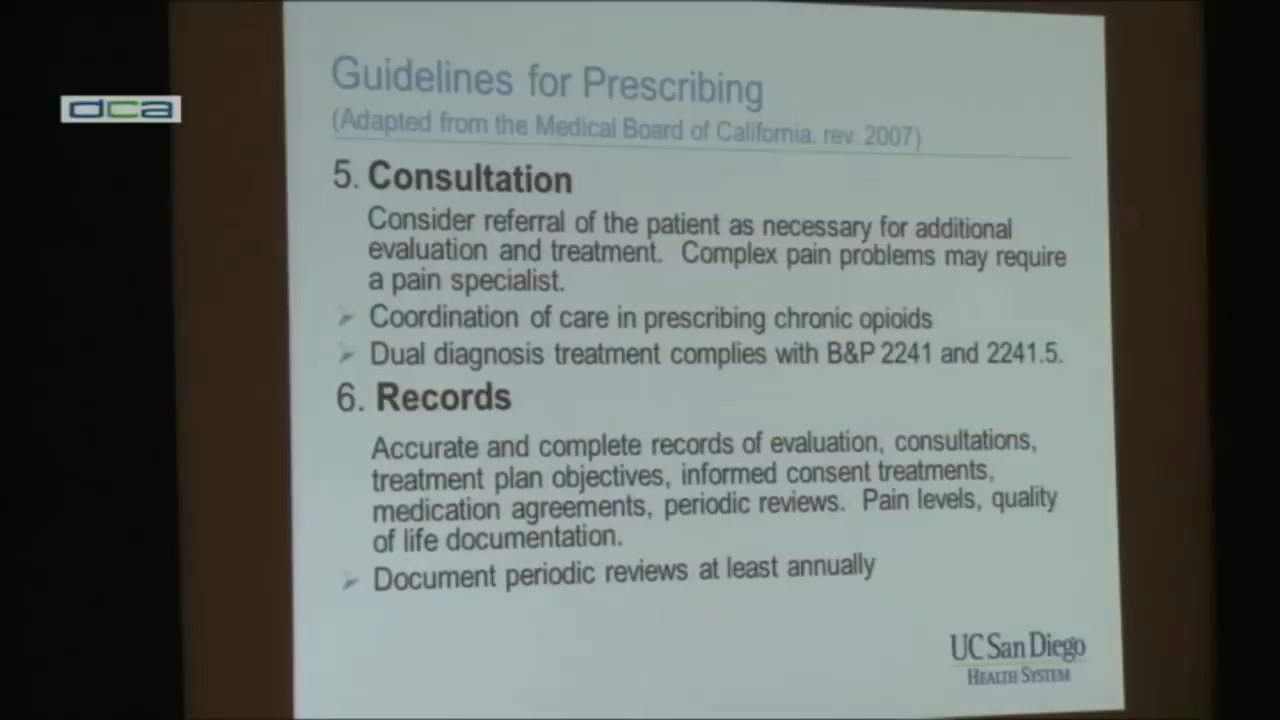 Guidelines for Prescribing
dca
(Adapted from the Medical Board of California, rev. 2007)
5. Consultation
Consider referral of the patient as necessary for additional
evaluation and treatment. Complex pain problems may require
a pain specialist.
Coordination of care in prescribing chronic opioids
Dual diagnosis treatment complies with B&P 2241 and 2241.5.
6. Records
Accurate and complete records of evaluation, consultations,
treatment plan objectives, informed consent treatments,
medication agreements, periodic reviews. Pain levels, quality
of life documentation.
Document periodic reviews at least annually
UC San Diego
HEALTH SYSTEM